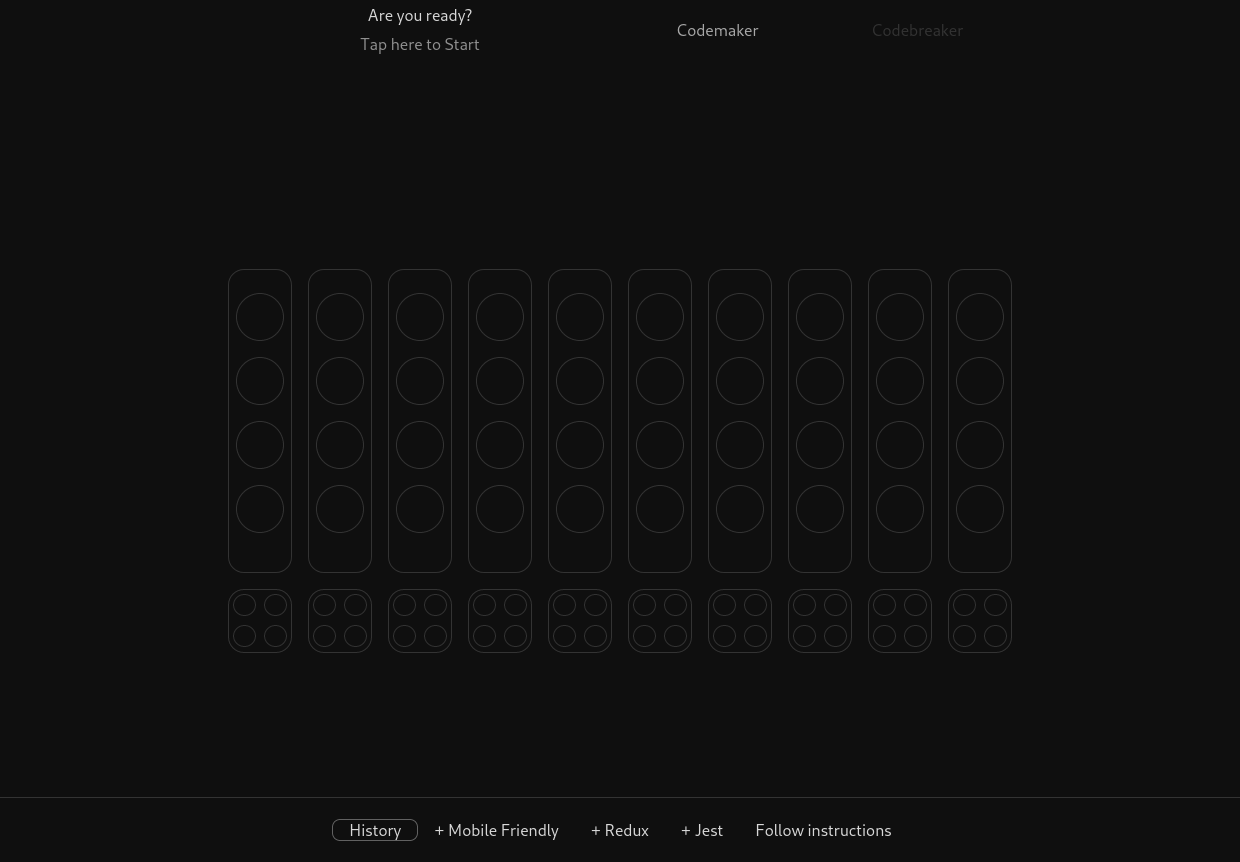 Are you ready?
Tap here to Start
Codemaker
Codebreaker
History
+ Mobile Friendly
+ Redux
+ Jest
Follow instructions